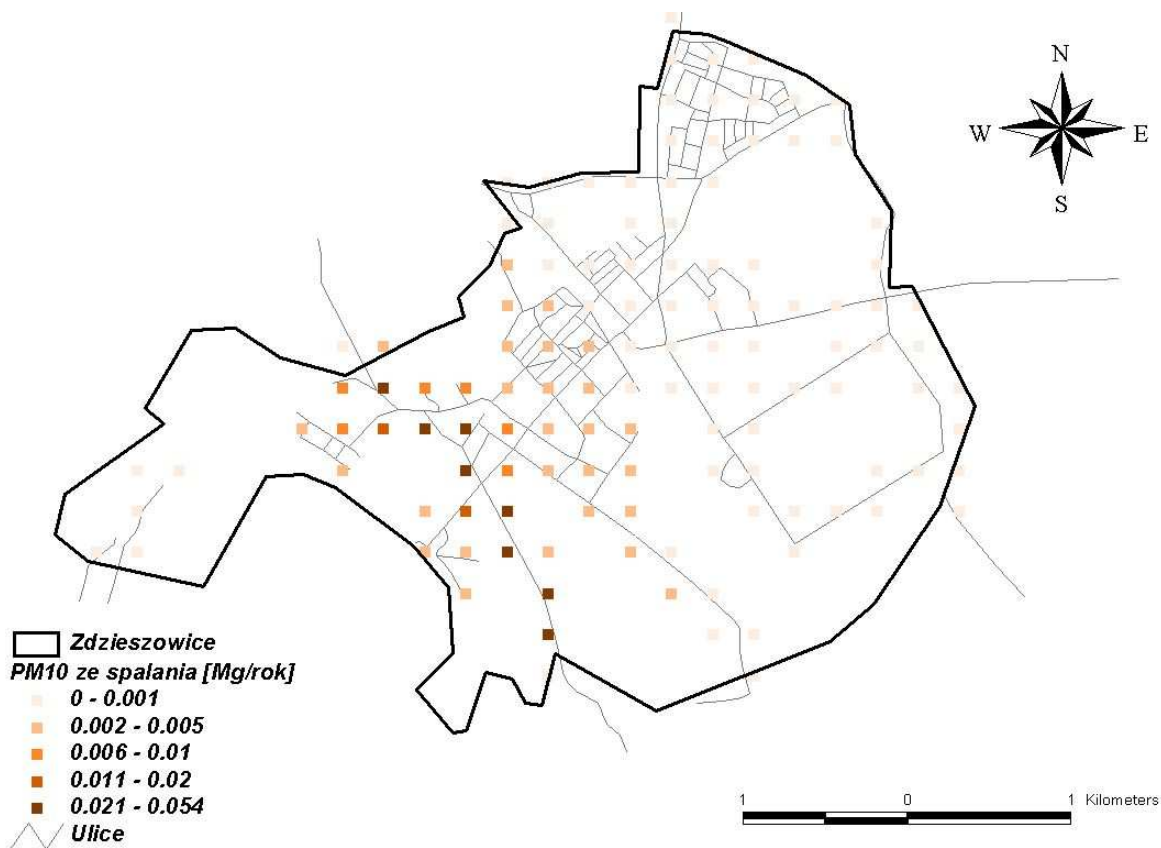 N
W E
S
Zdzieszowice
PM10 ze spalania [Mg/rok]
0 - 0.001
0.002 - 0.005
0.006 - 0.01
0.011 - 0.02
0.021 - 0.054
Ulice
1 0 1 Kilometers